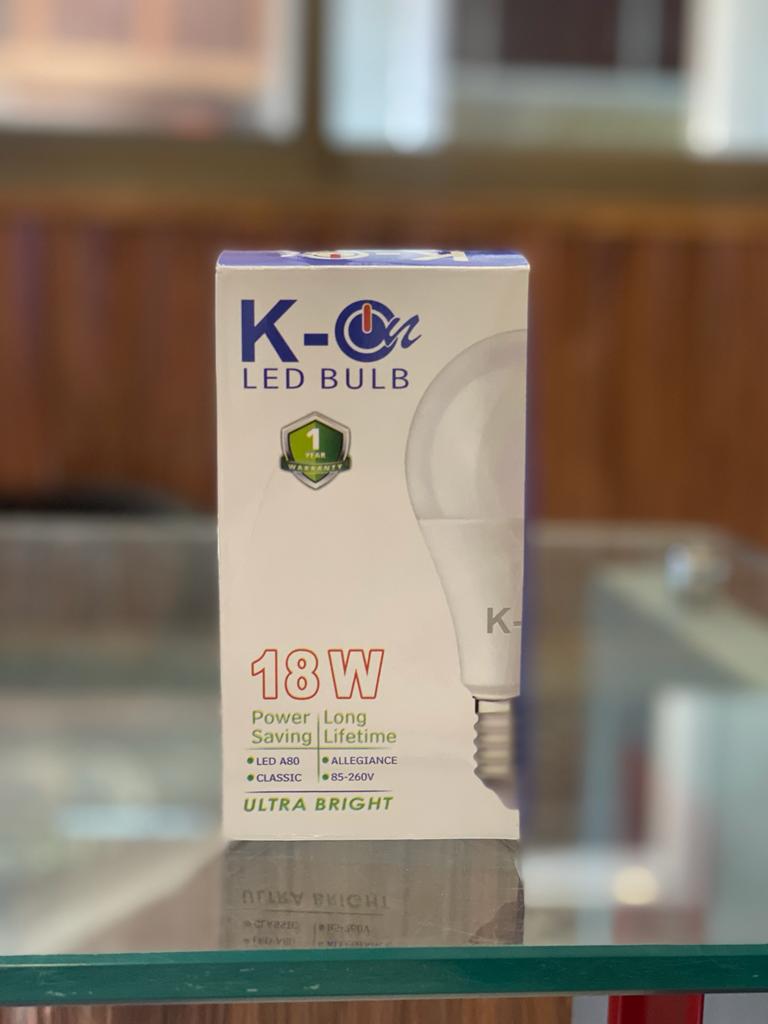 K-On
LED BULB
1
YEAR
WARRANTY
K-
18W
Power Saving
Long Lifetime
LED A80
ALLEGIANCE
CLASSIC
85-260V
ULTRA BRIGHT